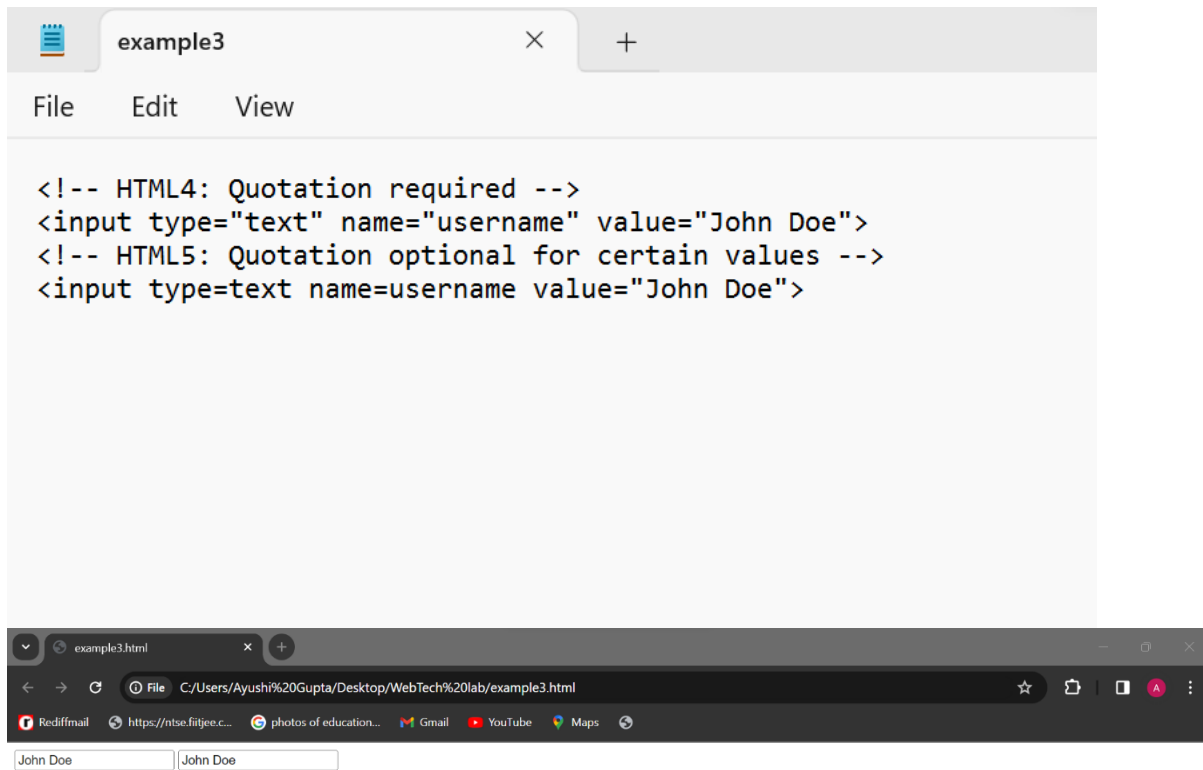 example3
File Edit View
<!-- HTML4: Quotation required -->
<input type="text" name="username" value="John Doe">
<!-- HTML5: Quotation optional for certain values -->
<input type=text name=username value="John Doe">
example3.html
File C:/Users/Ayushi%20Gupta/Desktop/WebTech%20lab/example3.html A
Rediffmail https://ntse.fiitjee.c... photos of education... Gmail YouTube Maps
John Doe John Doe